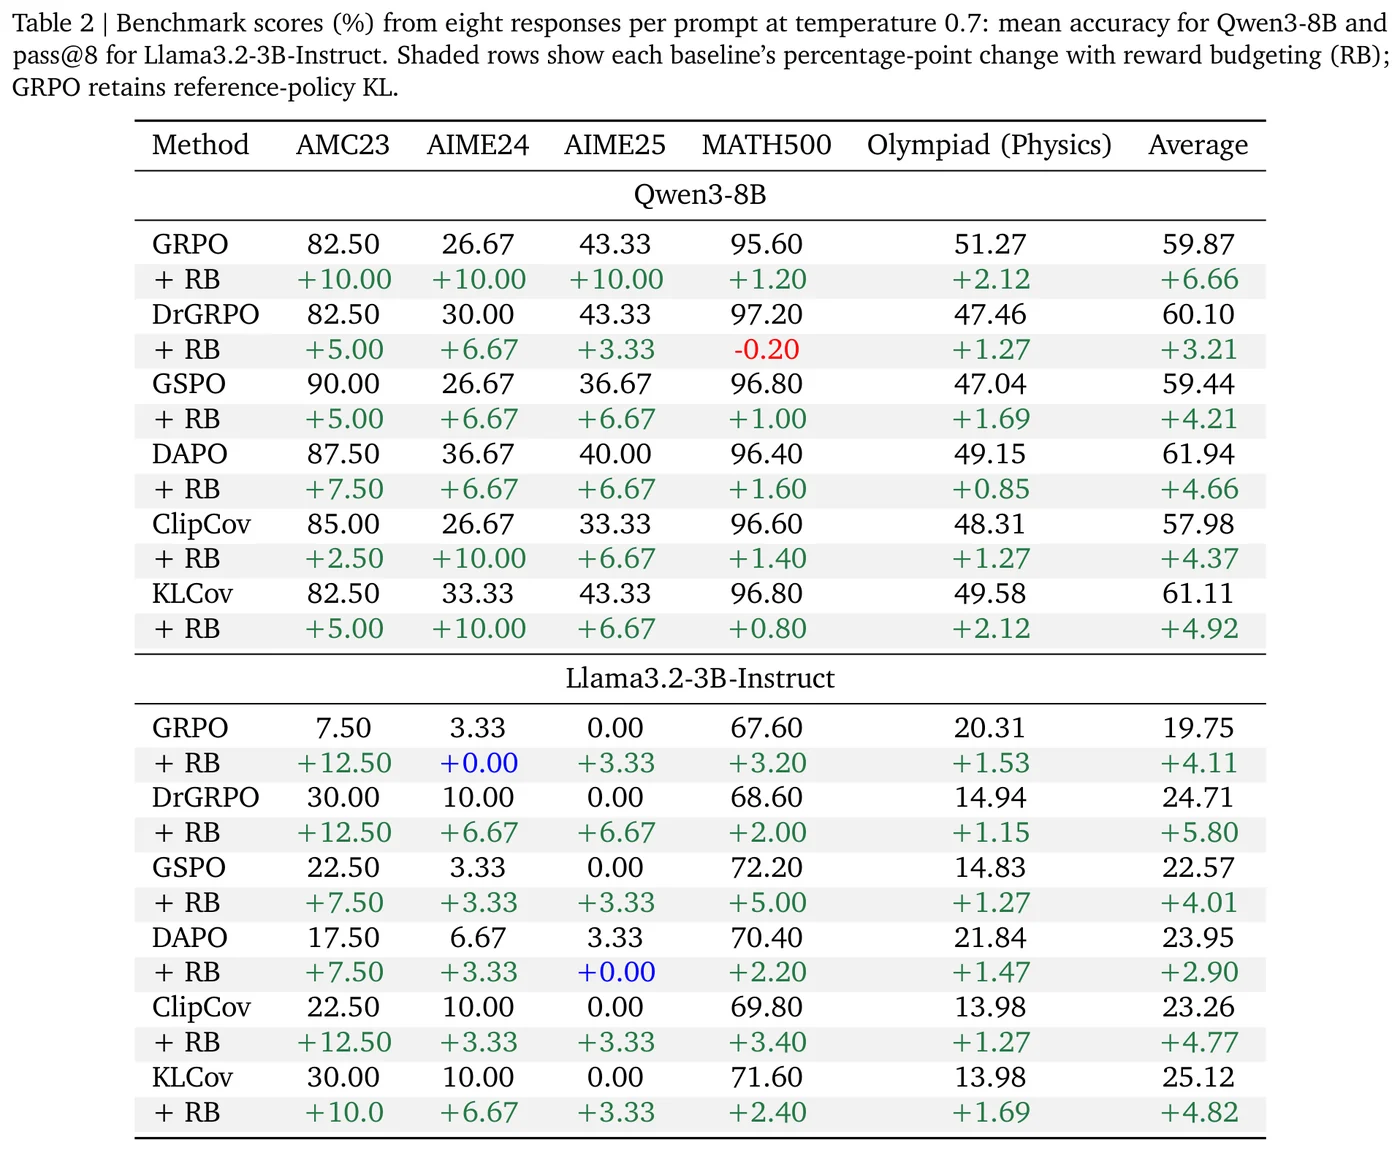 Table 2 | Benchmark scores (%) from eight responses per prompt at temperature 0.7: mean accuracy for Qwen3-8B and
pass@8 for Llama3.2-3B-Instruct. Shaded rows show each baseline’s percentage-point change with reward budgeting (RB);
GRPO retains reference-policy KL.
Method AMC23 AIME24 AIME25 MATH500 Olympiad (Physics) Average
Qwen3-8B
GRPO 82.50 26.67 43.33 95.60 51.27 59.87
+ RB +10.00 +10.00 +10.00 +1.20 +2.12 +6.66
DrGRPO 82.50 30.00 43.33 97.20 47.46 60.10
+ RB +5.00 +6.67 +3.33 -0.20 +1.27 +3.21
GSPO 90.00 26.67 36.67 96.80 47.04 59.44
+ RB +5.00 +6.67 +6.67 +1.00 +1.69 +4.21
DAPO 87.50 36.67 40.00 96.40 49.15 61.94
+ RB +7.50 +6.67 +6.67 +1.60 +0.85 +4.66
ClipCov 85.00 26.67 33.33 96.60 48.31 57.98
+ RB +2.50 +10.00 +6.67 +1.40 +1.27 +4.37
KLCov 82.50 33.33 43.33 96.80 49.58 61.11
+ RB +5.00 +10.00 +6.67 +0.80 +2.12 +4.92
Llama3.2-3B-Instruct
GRPO 7.50 3.33 0.00 67.60 20.31 19.75
+ RB +12.50 +0.00 +3.33 +3.20 +1.53 +4.11
DrGRPO 30.00 10.00 0.00 68.60 14.94 24.71
+ RB +12.50 +6.67 +6.67 +2.00 +1.15 +5.80
GSPO 22.50 3.33 0.00 72.20 14.83 22.57
+ RB +7.50 +3.33 +3.33 +5.00 +1.27 +4.01
DAPO 17.50 6.67 3.33 70.40 21.84 23.95
+ RB +7.50 +3.33 +0.00 +2.20 +1.47 +2.90
ClipCov 22.50 10.00 0.00 69.80 13.98 23.26
+ RB +12.50 +3.33 +3.33 +3.40 +1.27 +4.77
KLCov 30.00 10.00 0.00 71.60 13.98 25.12
+ RB +10.0 +6.67 +3.33 +2.40 +1.69 +4.82